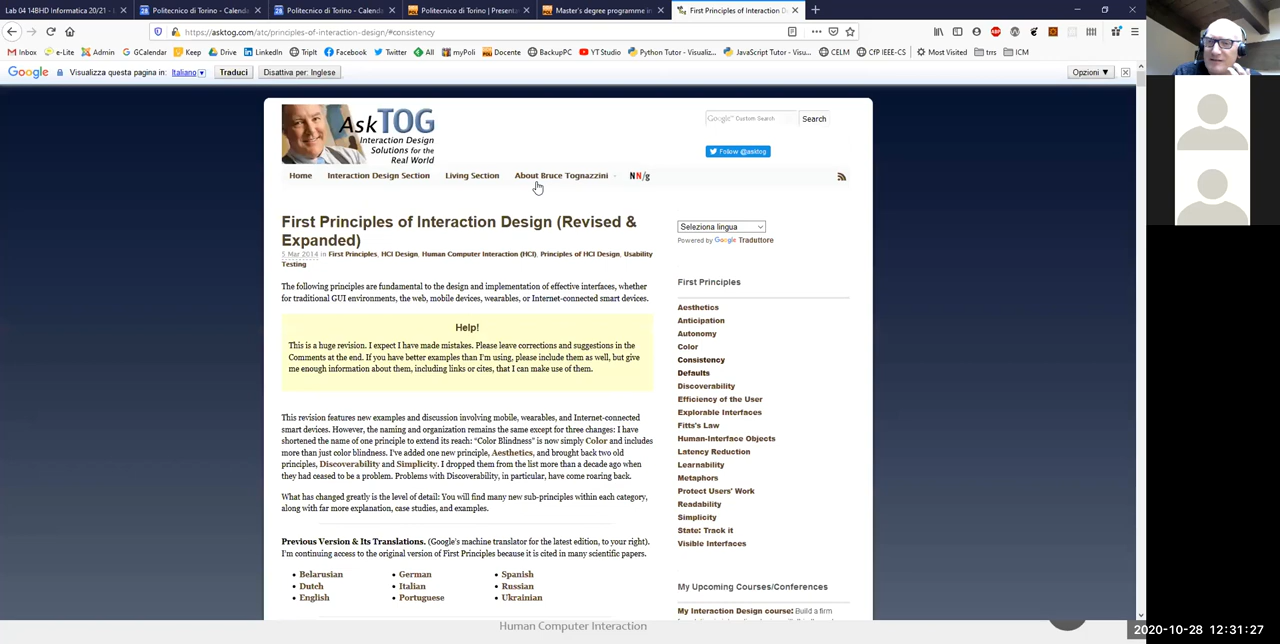 Lab 04 14BHD Informatica 20/21 - L
Politecnico di Torino - Calenda
Politecnico di Torino - Calenda
Politecnico di Torino | Presenta
Master's degree programme in
First Principles of Interaction D
https://asktog.com/atc/principles-of-interaction-design/#consistency
Inbox
e-Lite
Admin
GCalendar
Keep
Drive
LinkedIn
TripIt
Facebook
Twitter
All
myPoli
Docente
BackupPC
YT Studio
Python Tutor - Visualiz...
JavaScript Tutor - Visu...
CELM
CfP IEEE-CS
Most Visited
trrs
ICM
Google
Visualizza questa pagina in:
Italiano
Traduci
Disattiva per: Inglese
Opzioni ▼
AskTOG
Interaction Design
Solutions for the
Real World
Google Custom Search
Search
Follow @asktog
Home
Interaction Design Section
Living Section
About Bruce Tognazzini
NN/g
First Principles of Interaction Design (Revised &
Expanded)
5 Mar 2014 in First Principles, HCI Design, Human Computer Interaction (HCI), Principles of HCI Design, Usability
Testing
The following principles are fundamental to the design and implementation of effective interfaces, whether
for traditional GUI environments, the web, mobile devices, wearables, or Internet-connected smart devices.
Help!
This is a huge revision. I expect I have made mistakes. Please leave corrections and suggestions in the
Comments at the end. If you have better examples than I'm using, please include them as well, but give
me enough information about them, including links or cites, that I can make use of them.
This revision features new examples and discussion involving mobile, wearables, and Internet-connected
smart devices. However, the naming and organization remains the same except for three changes: I have
shortened the name of one principle to extend its reach: "Color Blindness" is now simply Color and includes
more than just color blindness. I've added one new principle, Aesthetics, and brought back two old
principles, Discoverability and Simplicity. I dropped them from the list more than a decade ago when
they had ceased to be a problem. Problems with Discoverability, in particular, have come roaring back.
What has changed greatly is the level of detail: You will find many new sub-principles within each category,
along with far more explanation, case studies, and examples.
Previous Version & Its Translations. (Google's machine translator for the latest edition, to your right).
I'm continuing access to the original version of First Principles because it is cited in many scientific papers.
Belarusian
Dutch
English
German
Italian
Portuguese
Spanish
Russian
Ukrainian
Seleziona lingua
Powered by Google Traduttore
First Principles
Aesthetics
Anticipation
Autonomy
Color
Consistency
Defaults
Discoverability
Efficiency of the User
Explorable Interfaces
Fitts's Law
Human-Interface Objects
Latency Reduction
Learnability
Metaphors
Protect Users' Work
Readability
Simplicity
State: Track it
Visible Interfaces
My Upcoming Courses/Conferences
My Interaction Design course: Build a firm
Human Computer Interaction
2020-10-28 12:31:27